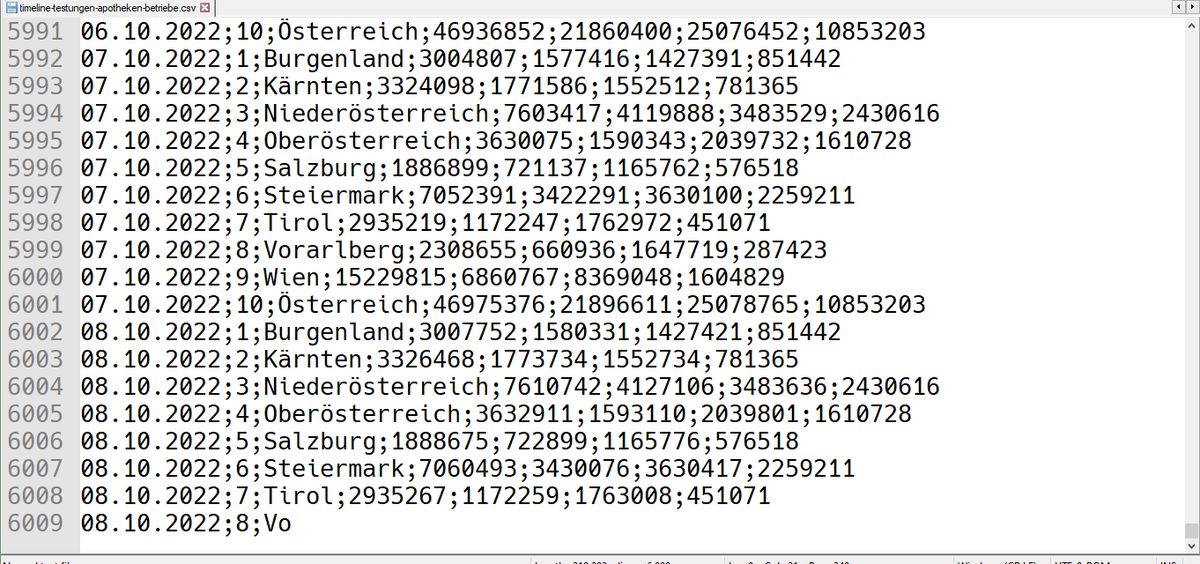 timeline-testungen-apotheken-betriebe.csv
5991 06.10.2022;10;Österreich;46936852;21860400;25076452;10853203
5992 07.10.2022;1;Burgenland;3004807;1577416;1427391;851442
5993 07.10.2022;2;Kärnten;3324098;1771586;1552512;781365
5994 07.10.2022;3;Niederösterreich;7603417;4119888;3483529;2430616
5995 07.10.2022;4;Oberösterreich;3630075;1590343;2039732;1610728
5996 07.10.2022;5;Salzburg;1886899;721137;1165762;576518
5997 07.10.2022;6;Steiermark;7052391;3422291;3630100;2259211
5998 07.10.2022;7;Tirol;2935219;1172247;1762972;451071
5999 07.10.2022;8;Vorarlberg;2308655;660936;1647719;287423
6000 07.10.2022;9;Wien;15229815;6860767;8369048;1604829
6001 07.10.2022;10;Österreich;46975376;21896611;25078765;10853203
6002 08.10.2022;1;Burgenland;3007752;1580331;1427421;851442
6003 08.10.2022;2;Kärnten;3326468;1773734;1552734;781365
6004 08.10.2022;3;Niederösterreich;7610742;4127106;3483636;2430616
6005 08.10.2022;4;Oberösterreich;3632911;1593110;2039801;1610728
6006 08.10.2022;5;Salzburg;1888675;722899;1165776;576518
6007 08.10.2022;6;Steiermark;7060493;3430076;3630417;2259211
6008 08.10.2022;7;Tirol;2935267;1172259;1763008;451071
6009 08.10.2022;8;Vo